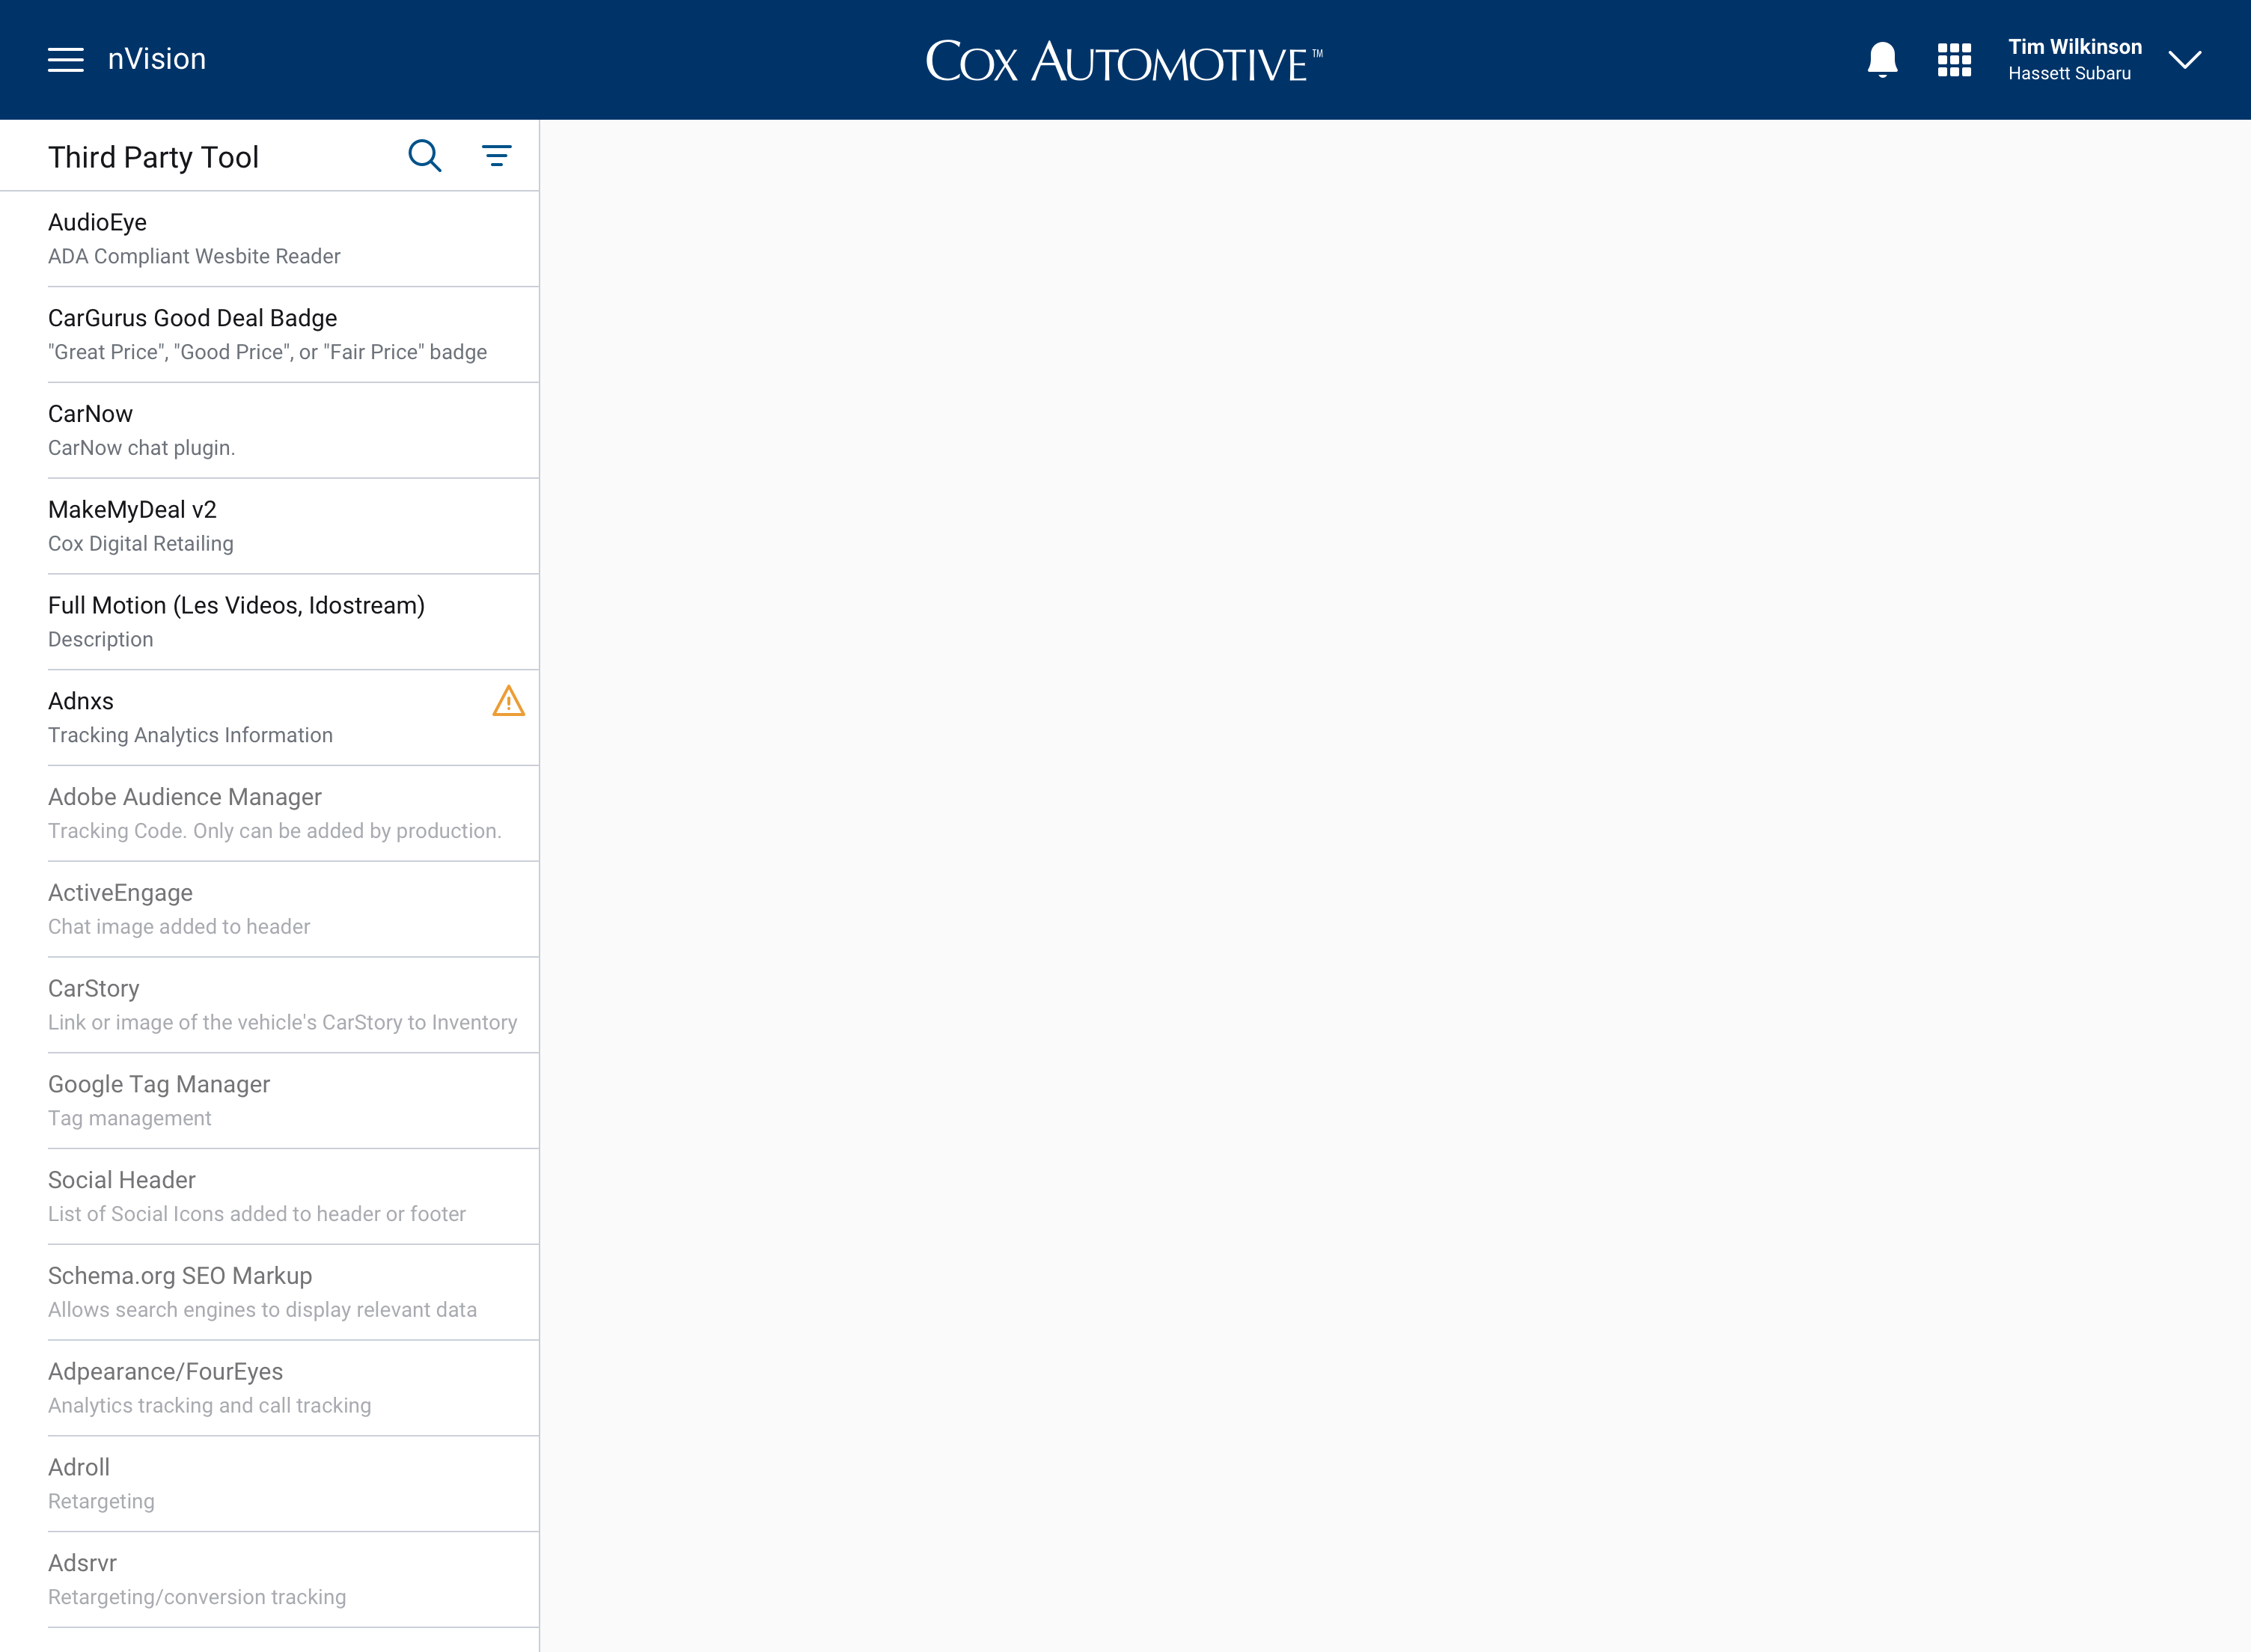 nVision
COX AUTOMOTIVE™
Tim Wilkinson
Hassett Subaru
Third Party Tool
AudioEye
ADA Compliant Wesbite Reader
CarGurus Good Deal Badge
"Great Price", "Good Price", or "Fair Price" badge
CarNow
CarNow chat plugin.
MakeMyDeal v2
Cox Digital Retailing
Full Motion (Les Videos, Idostream)
Description
Adnxs
Tracking Analytics Information
Adobe Audience Manager
Tracking Code. Only can be added by production.
ActiveEngage
Chat image added to header
CarStory
Link or image of the vehicle's CarStory to Inventory
Google Tag Manager
Tag management
Social Header
List of Social Icons added to header or footer
Schema.org SEO Markup
Allows search engines to display relevant data
Adpearance/FourEyes
Analytics tracking and call tracking
Adroll
Retargeting
Adsrvr
Retargeting/conversion tracking